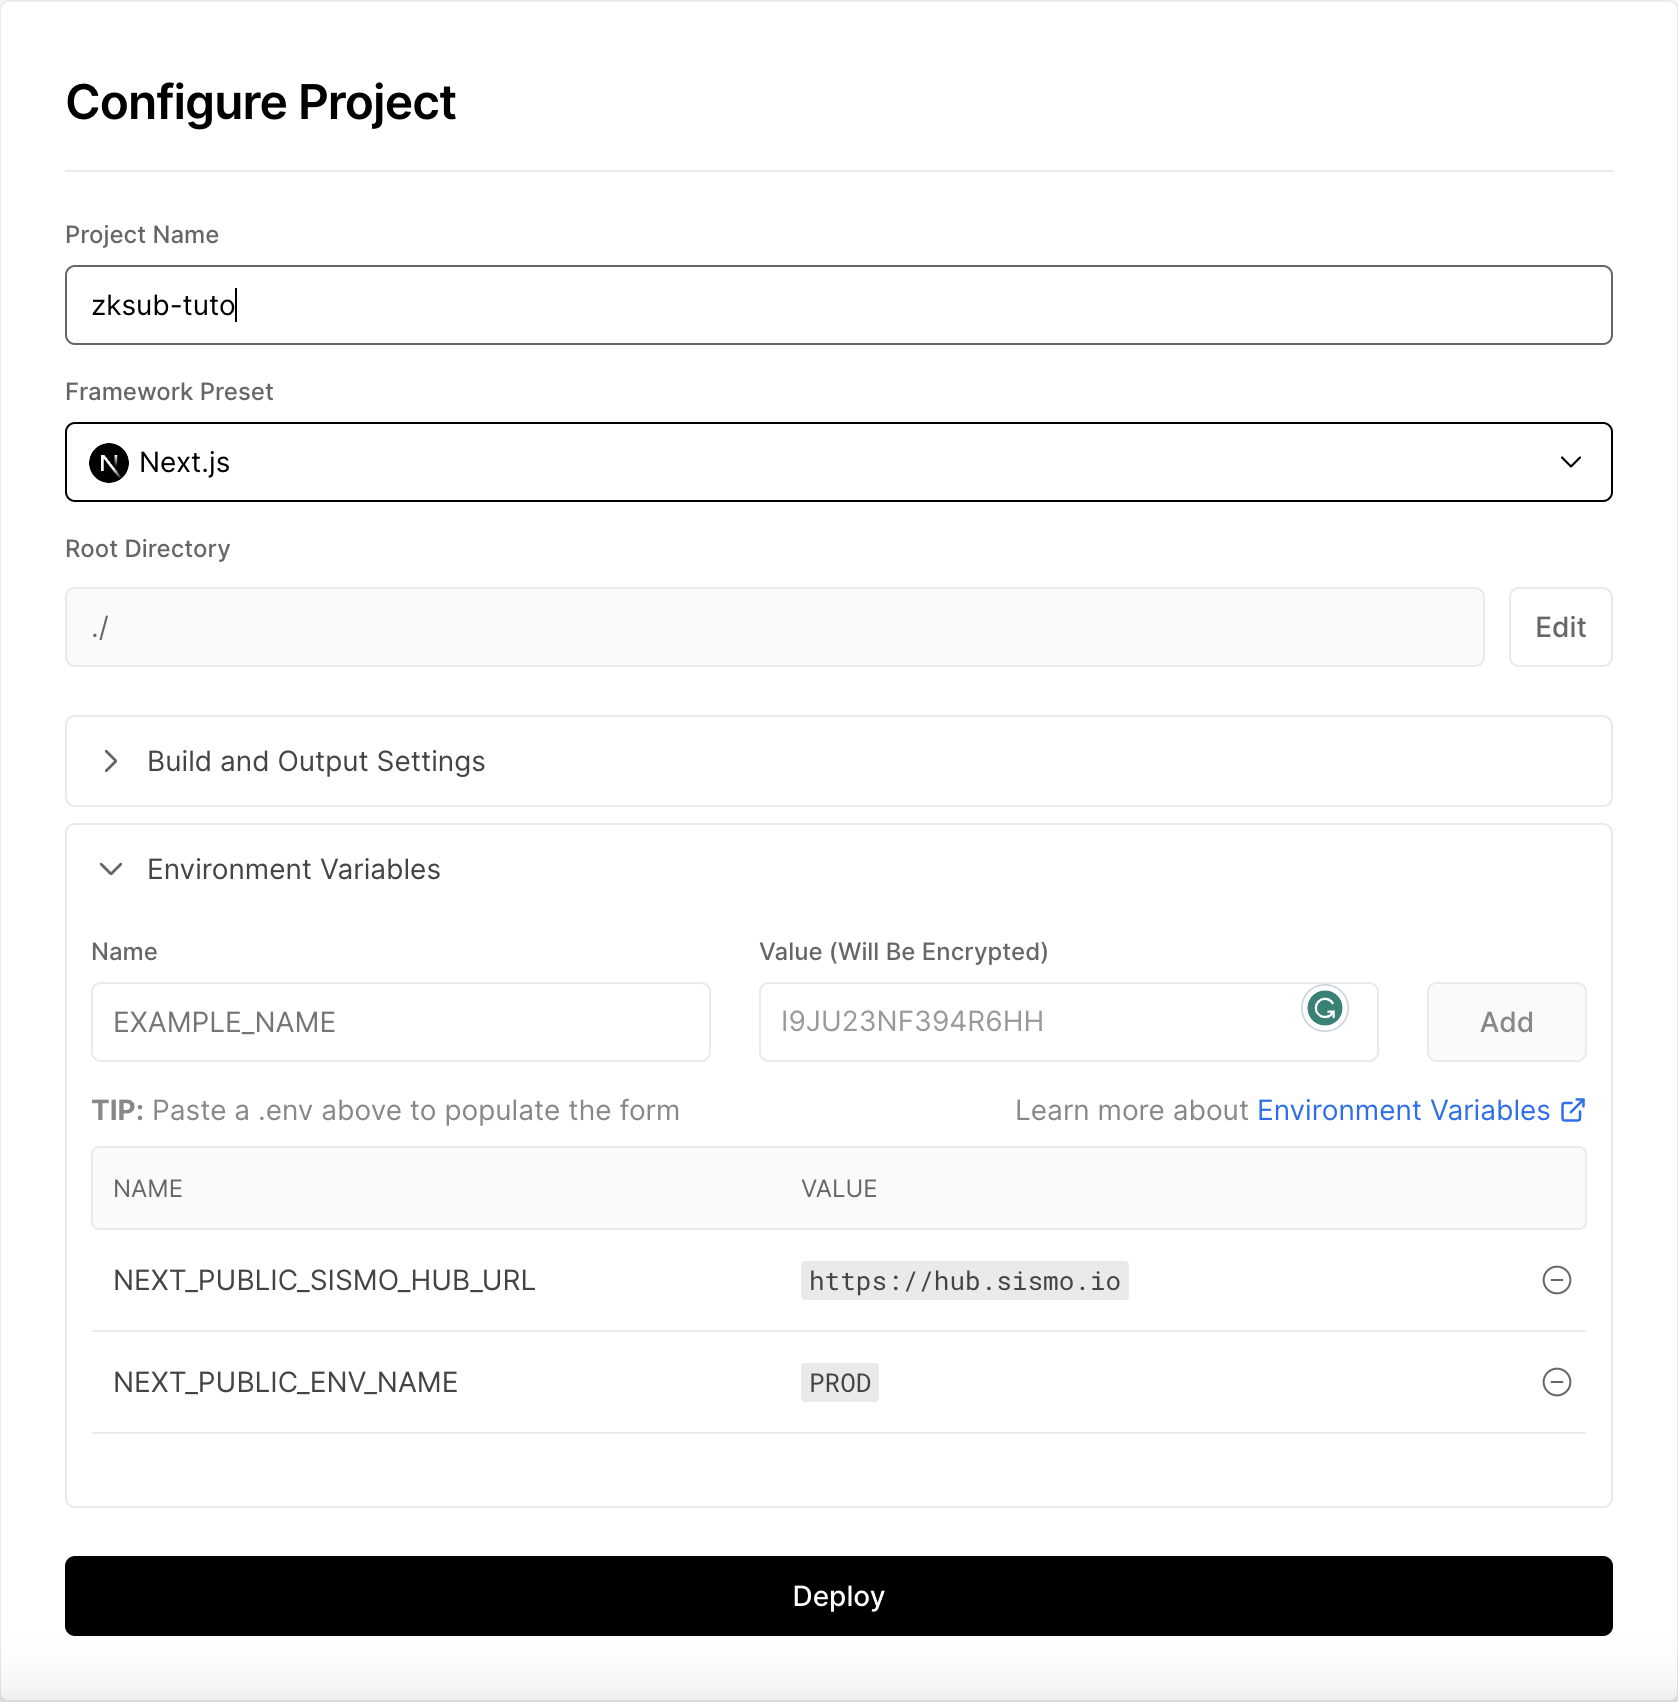 Configure Project
Project Name
zksub-tuto
Framework Preset
N Next.js
Root Directory
./
Edit
Build and Output Settings
Environment Variables
Name
Value (Will Be Encrypted)
EXAMPLE_NAME
I9JU23NF394R6HH
G
Add
TIP: Paste a .env above to populate the form
Learn more about Environment Variables
NAME VALUE
NEXT_PUBLIC_SISMO_HUB_URL https://hub.sismo.io
NEXT_PUBLIC_ENV_NAME PROD
Deploy